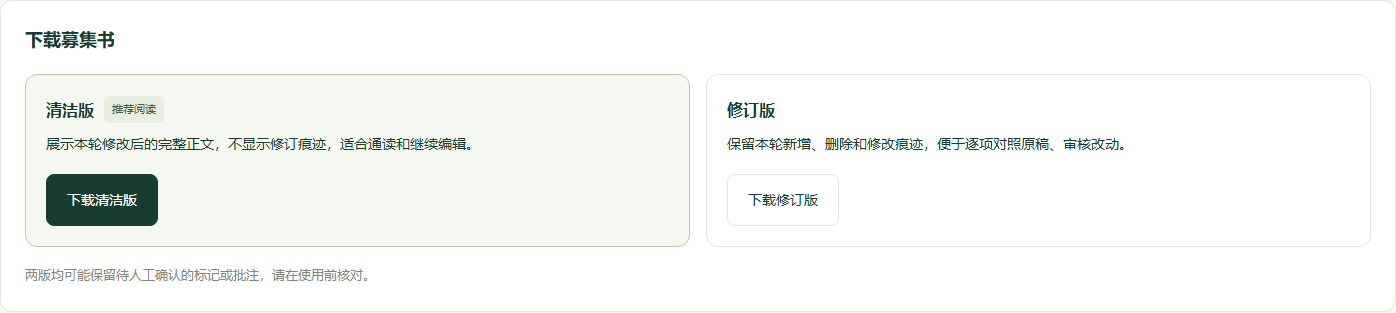 下载募集书
清洁版 推荐阅读
展示本轮修改后的完整正文，不显示修订痕迹，适合通读和继续编辑。
下载清洁版
修订版
保留本轮新增、删除和修改痕迹，便于逐项对照原稿、审核改动。
下载修订版
两版均可能保留待人工确认的标记或批注，请在使用前核对。